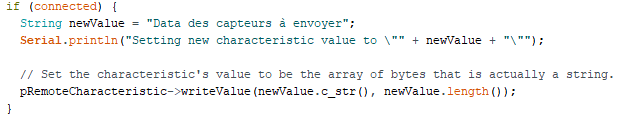 if (connected) {
  String newValue = "Data des capteurs à envoyer";
  Serial.println("Setting new characteristic value to \"" + newValue + "\"");

  // Set the characteristic's value to be the array of bytes that is actually a string.
  pRemoteCharacteristic->writeValue(newValue.c_str(), newValue.length());
}